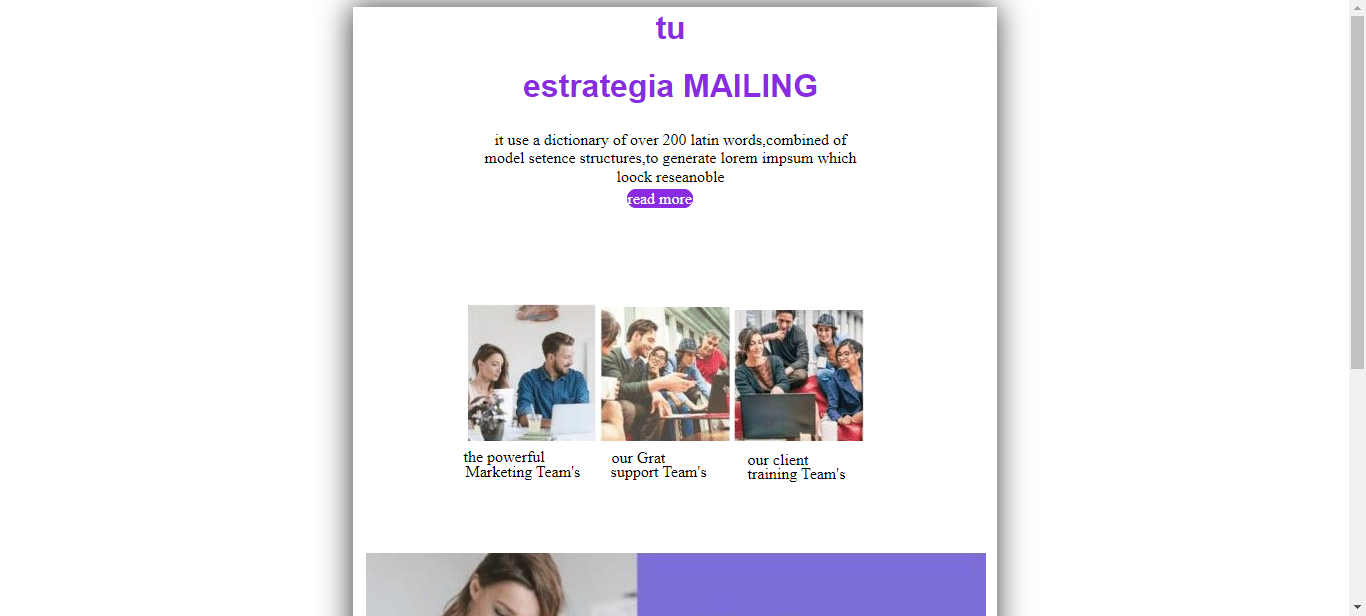 tu
estrategia MAILING
it use a dictionary of over 200 latin words,combined of
model setence structures,to generate lorem impsum which
loock reseanoble
read more
the powerful
Marketing Team's
our Grat
support Team's
our client
training Team's